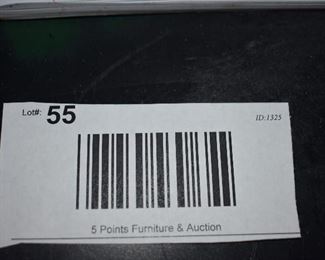 Lot#: 55 ID:1325
5 Points Furniture & Auction